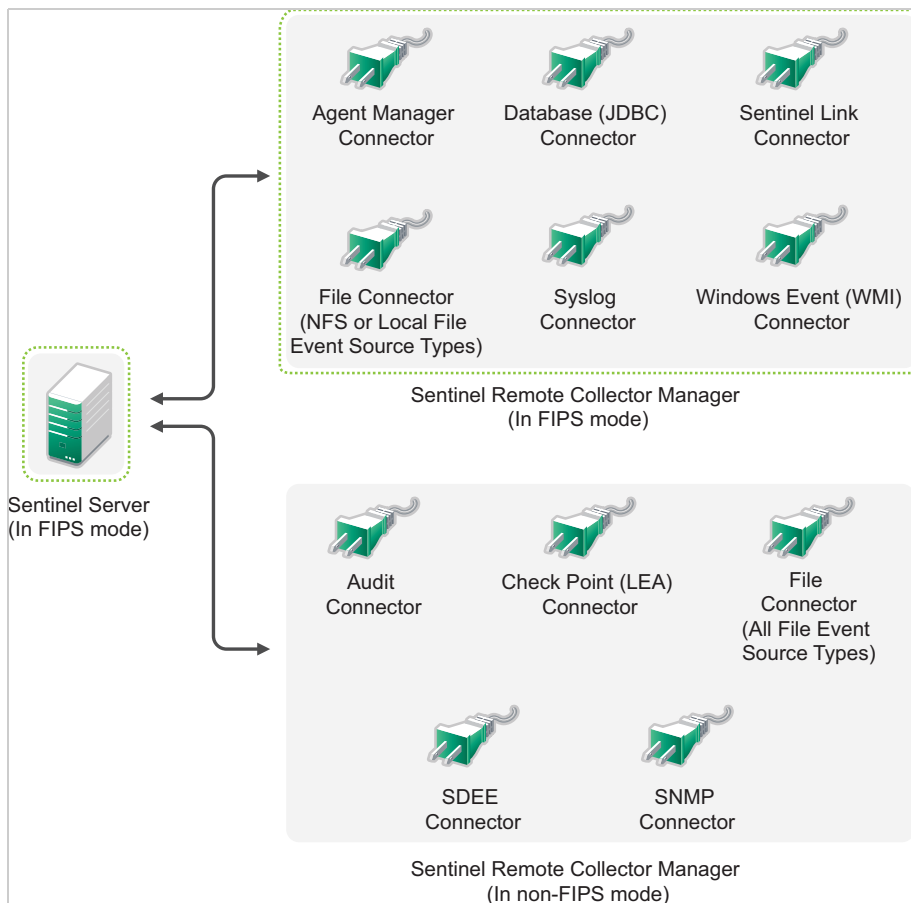 Agent Manager
Connector
Database (JDBC)
Connector
Sentinel Link
Connector
File Connector
(NFS or Local File
Event Source Types)
Syslog
Connector
Windows Event (WMI)
Connector
Sentinel Remote Collector Manager
(In FIPS mode)
Sentinel Server
(In FIPS mode)
Audit
Connector
Check Point (LEA)
Connector
File
Connector
(All File Event
Source Types)
SDEE
Connector
SNMP
Connector
Sentinel Remote Collector Manager
(In non-FIPS mode)